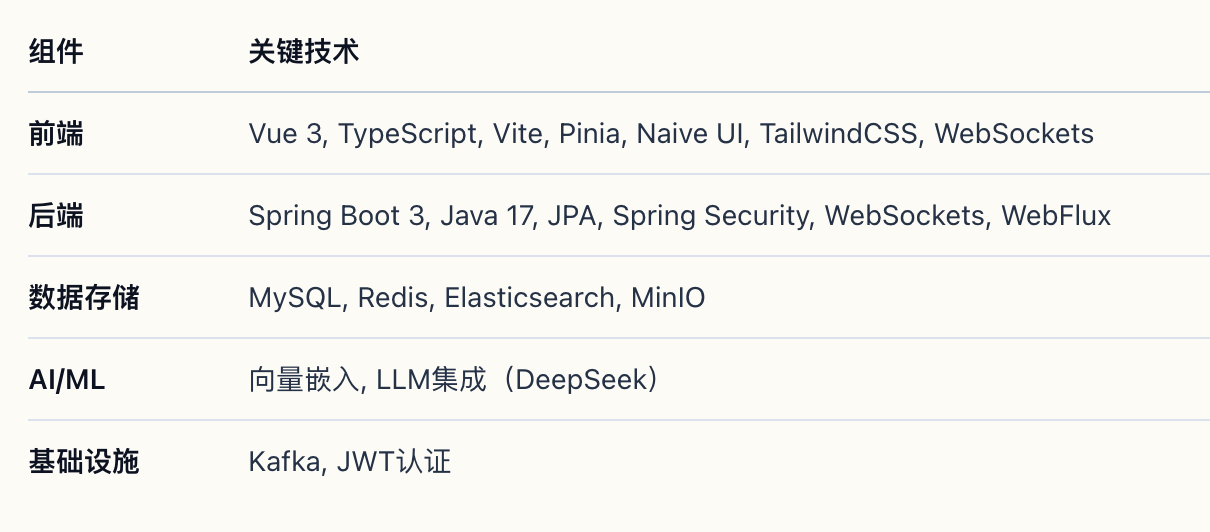 组件 关键技术
前端 Vue 3, TypeScript, Vite, Pinia, Naive UI, TailwindCSS, WebSockets
后端 Spring Boot 3, Java 17, JPA, Spring Security, WebSockets, WebFlux
数据存储 MySQL, Redis, Elasticsearch, MinIO
AI/ML 向量嵌入, LLM集成（DeepSeek）
基础设施 Kafka, JWT认证